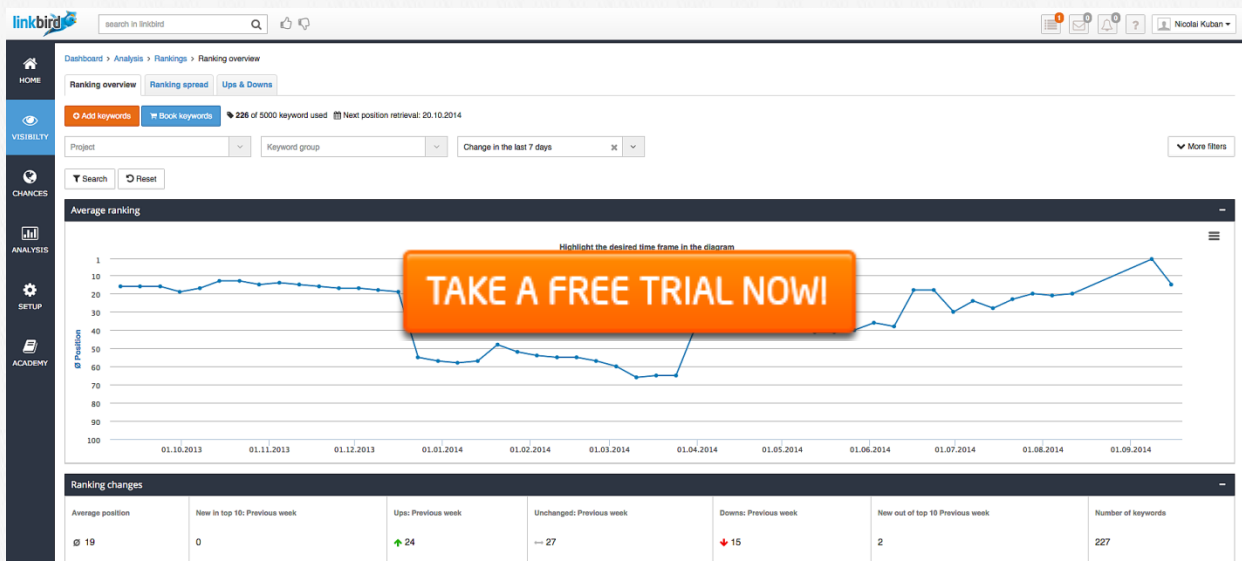 linkbird
search in linkbird
1
0
0
?
Nicolai Kuban
HOME
VISIBILTY
CHANCES
ANALYSIS
SETUP
ACADEMY
Dashboard > Analysis > Rankings > Ranking overview
Ranking overview Ranking spread Ups & Downs
Add keywords Book keywords 226 of 5000 keyword used Next position retrieval: 20.10.2014
Project Keyword group Change in the last 7 days More filters
Search Reset
Average ranking
Highlight the desired time frame in the diagram
TAKE A FREE TRIAL NOW!
Ø Position
1
10
20
30
40
50
60
70
80
90
100
01.10.2013 01.11.2013 01.12.2013 01.01.2014 01.02.2014 01.03.2014 01.04.2014 01.05.2014 01.06.2014 01.07.2014 01.08.2014 01.09.2014
Ranking changes
Average position: New in top 10: Previous week Ups: Previous week Unchanged: Previous week Downs: Previous week New out of top 10 Previous week Number of keywords
Ø 19 0 24 27 15 2 227